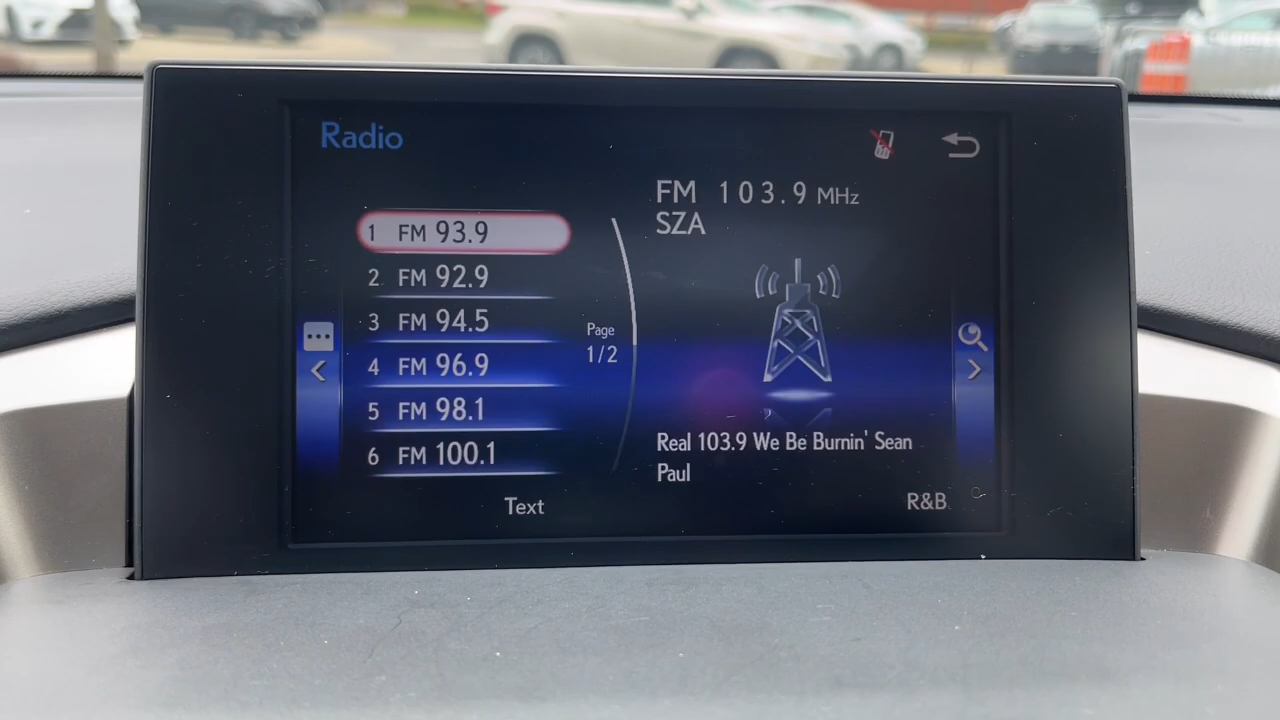 Radio
FM 103.9 MHz
SZA
1 FM 93.9
2 FM 92.9
3 FM 94.5
4 FM 96.9
5 FM 98.1
6 FM 100.1
Page
1/2
Real 103.9 We Be Burnin' Sean
Paul
Text
R&B